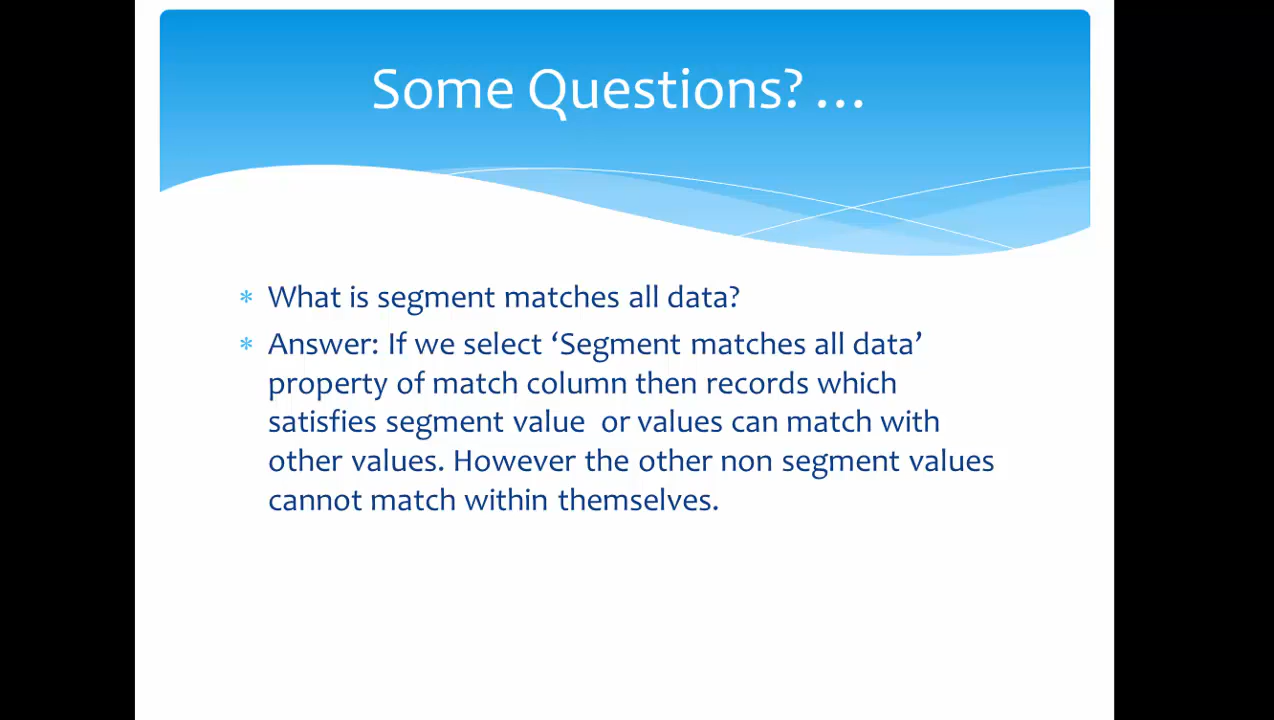 Some Questions? …
* What is segment matches all data?
* Answer: If we select ‘Segment matches all data’
property of match column then records which
satisfies segment value  or values can match with
other values. However the other non segment values
cannot match within themselves.